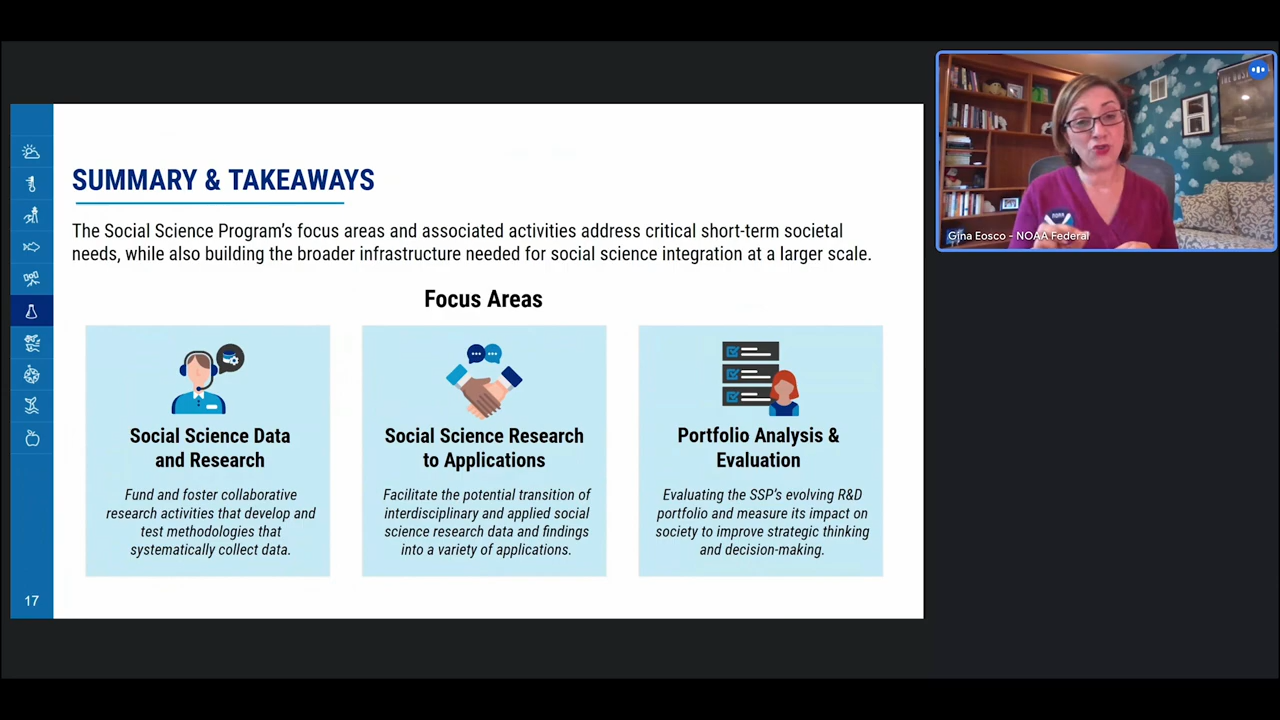 SUMMARY & TAKEAWAYS
The Social Science Program's focus areas and associated activities address critical short-term societal
needs, while also building the broader infrastructure needed for social science integration at a larger scale.
Focus Areas
Social Science Data
and Research
Fund and foster collaborative
research activities that develop and
test methodologies that
systematically collect data.
Social Science Research
to Applications
Facilitate the potential transition of
interdisciplinary and applied social
science research data and findings
into a variety of applications.
Portfolio Analysis &
Evaluation
Evaluating the SSP's evolving R&D
portfolio and measure its impact on
society to improve strategic thinking
and decision-making.
17
NOAA
Gina Eosco - NOAA Federal